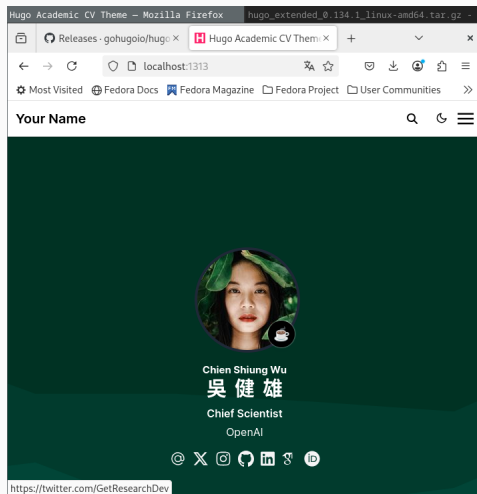 Hugo Academic CV Theme — Mozilla Firefox
hugo_extended_0.134.1_linux-amd64.tar.gz -
Releases · gohugoio/hugo
Hugo Academic CV Theme
localhost:1313
Most Visited
Fedora Docs
Fedora Magazine
Fedora Project
User Communities
Your Name
Chien Shiung Wu
吳健雄
Chief Scientist
OpenAI
https://twitter.com/GetResearchDev